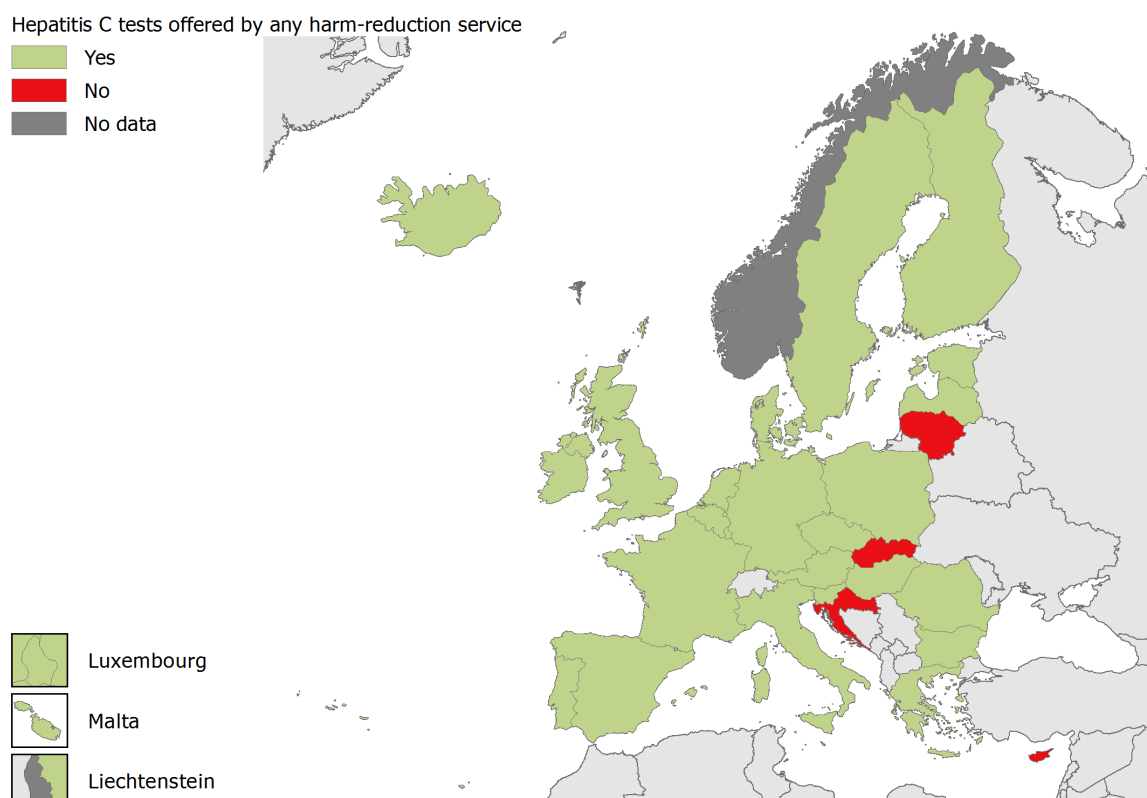 Hepatitis C tests offered by any harm-reduction service
Yes
No
No data
Luxembourg
Malta
Liechtenstein